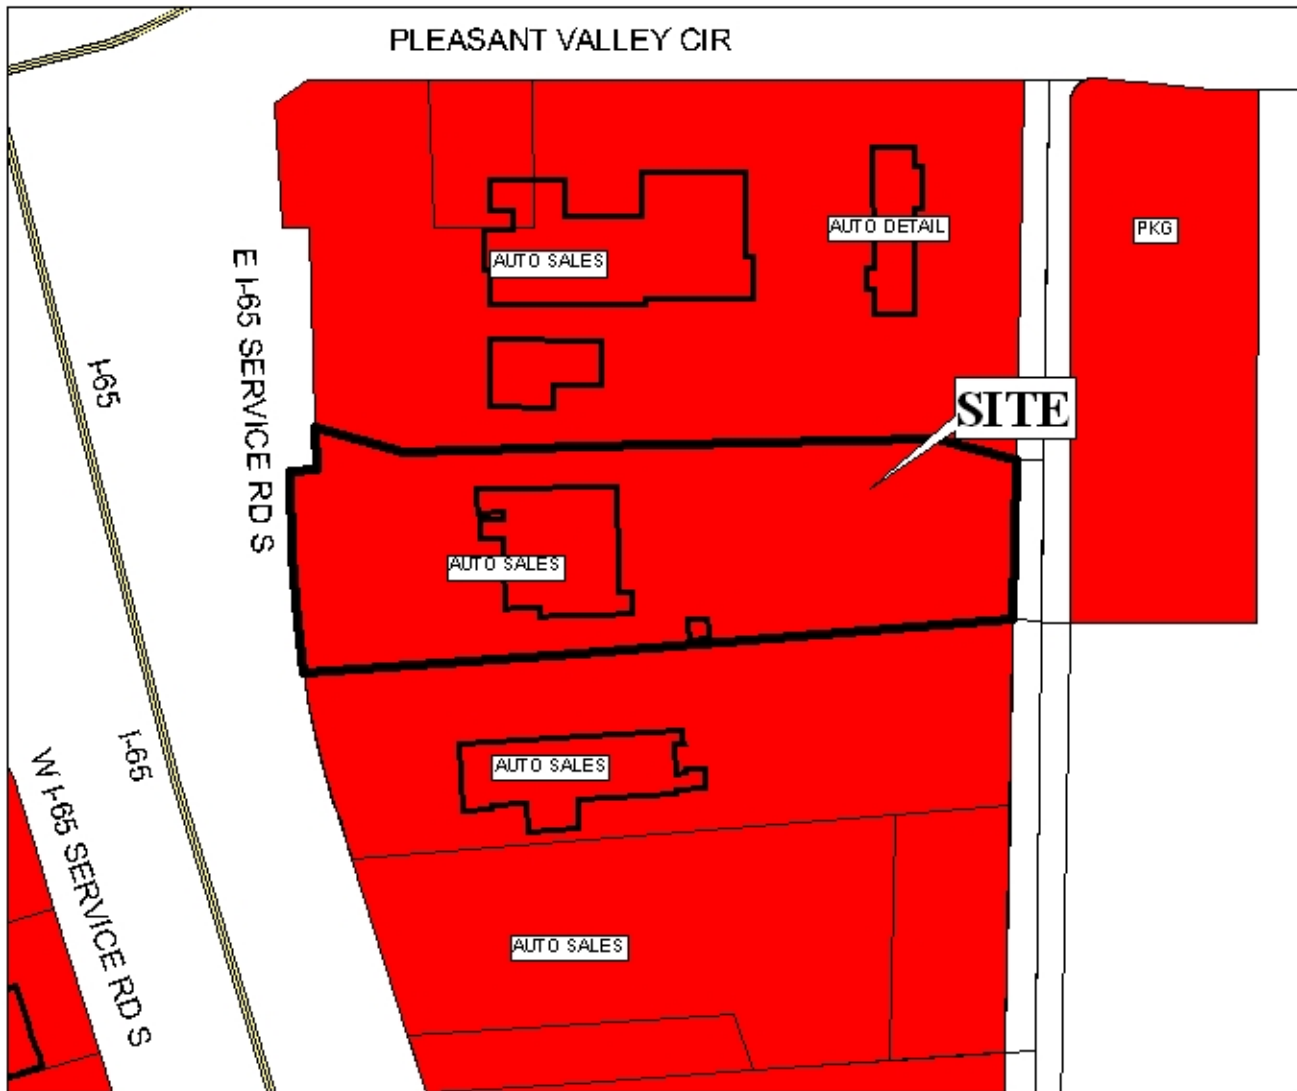 PLEASANT VALLEY CIR
AUTO DETAIL
PKG
AUTO SALES
E I-65 SERVICE RD S
I-65
SITE
AUTO SALES
I-65
AUTO SALES
W I-65 SERVICE RD S
AUTO SALES